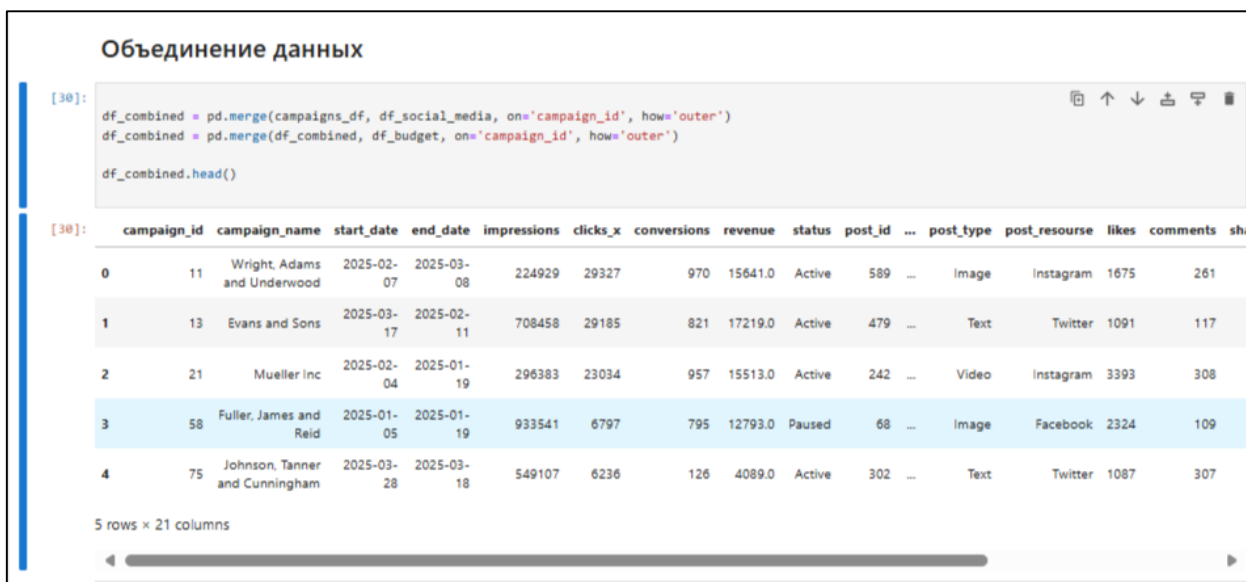 Объединение данных
[30]:
df_combined = pd.merge(campaigns_df, df_social_media, on='campaign_id', how='outer')
df_combined = pd.merge(df_combined, df_budget, on='campaign_id', how='outer')
df_combined.head()
[30]:
campaign_id campaign_name start_date end_date impressions clicks_x conversions revenue status post_id ... post_type post_resourse likes comments sha
0 11 Wright, Adams and Underwood 2025-02-07 2025-03-08 224929 29327 970 15641.0 Active 589 ... Image Instagram 1675 261
1 13 Evans and Sons 2025-03-17 2025-02-11 708458 29185 821 17219.0 Active 479 ... Text Twitter 1091 117
2 21 Mueller Inc 2025-02-04 2025-01-19 296383 23034 957 15513.0 Active 242 ... Video Instagram 3393 308
3 58 Fuller, James and Reid 2025-01-05 2025-01-19 933541 6797 795 12793.0 Paused 68 ... Image Facebook 2324 109
4 75 Johnson, Tanner and Cunningham 2025-03-28 2025-03-18 549107 6236 126 4089.0 Active 302 ... Text Twitter 1087 307
5 rows × 21 columns